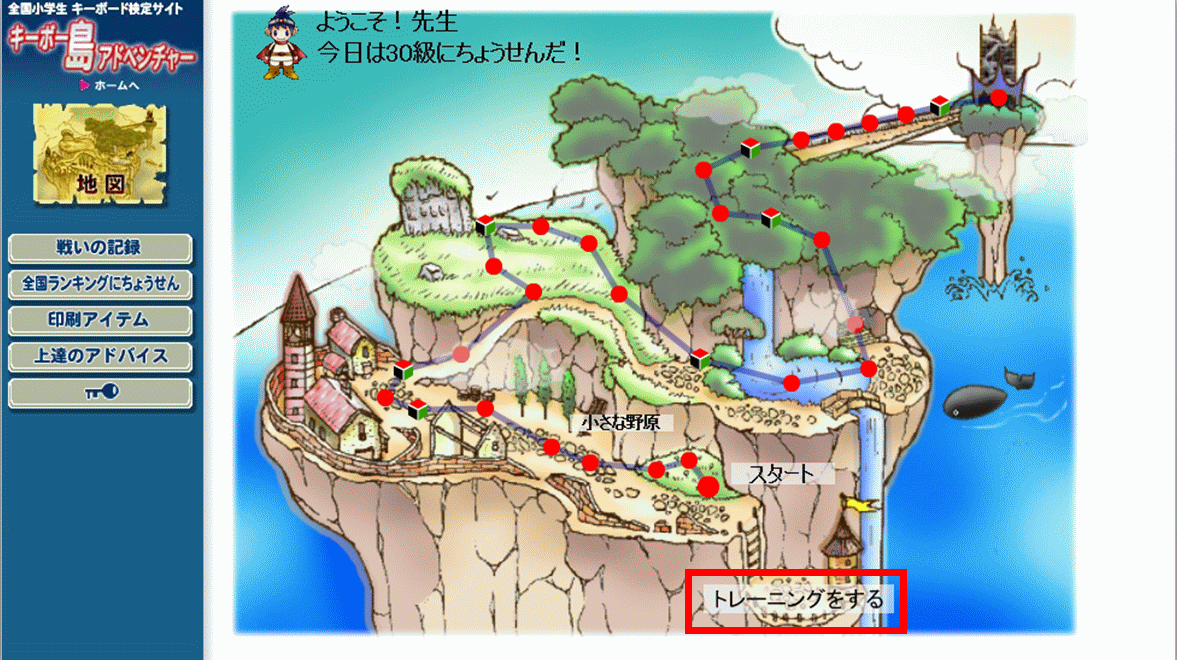 全国小学生 キーボード検定サイト
キーボー島アドベンチャー
ホームへ
地図
戦いの記録
全国ランキングにちょうせん
印刷アイテム
上達のアドバイス
ようこそ！先生
今日は30級にちょうせんだ！
小さな野原
スタート
トレーニングをする